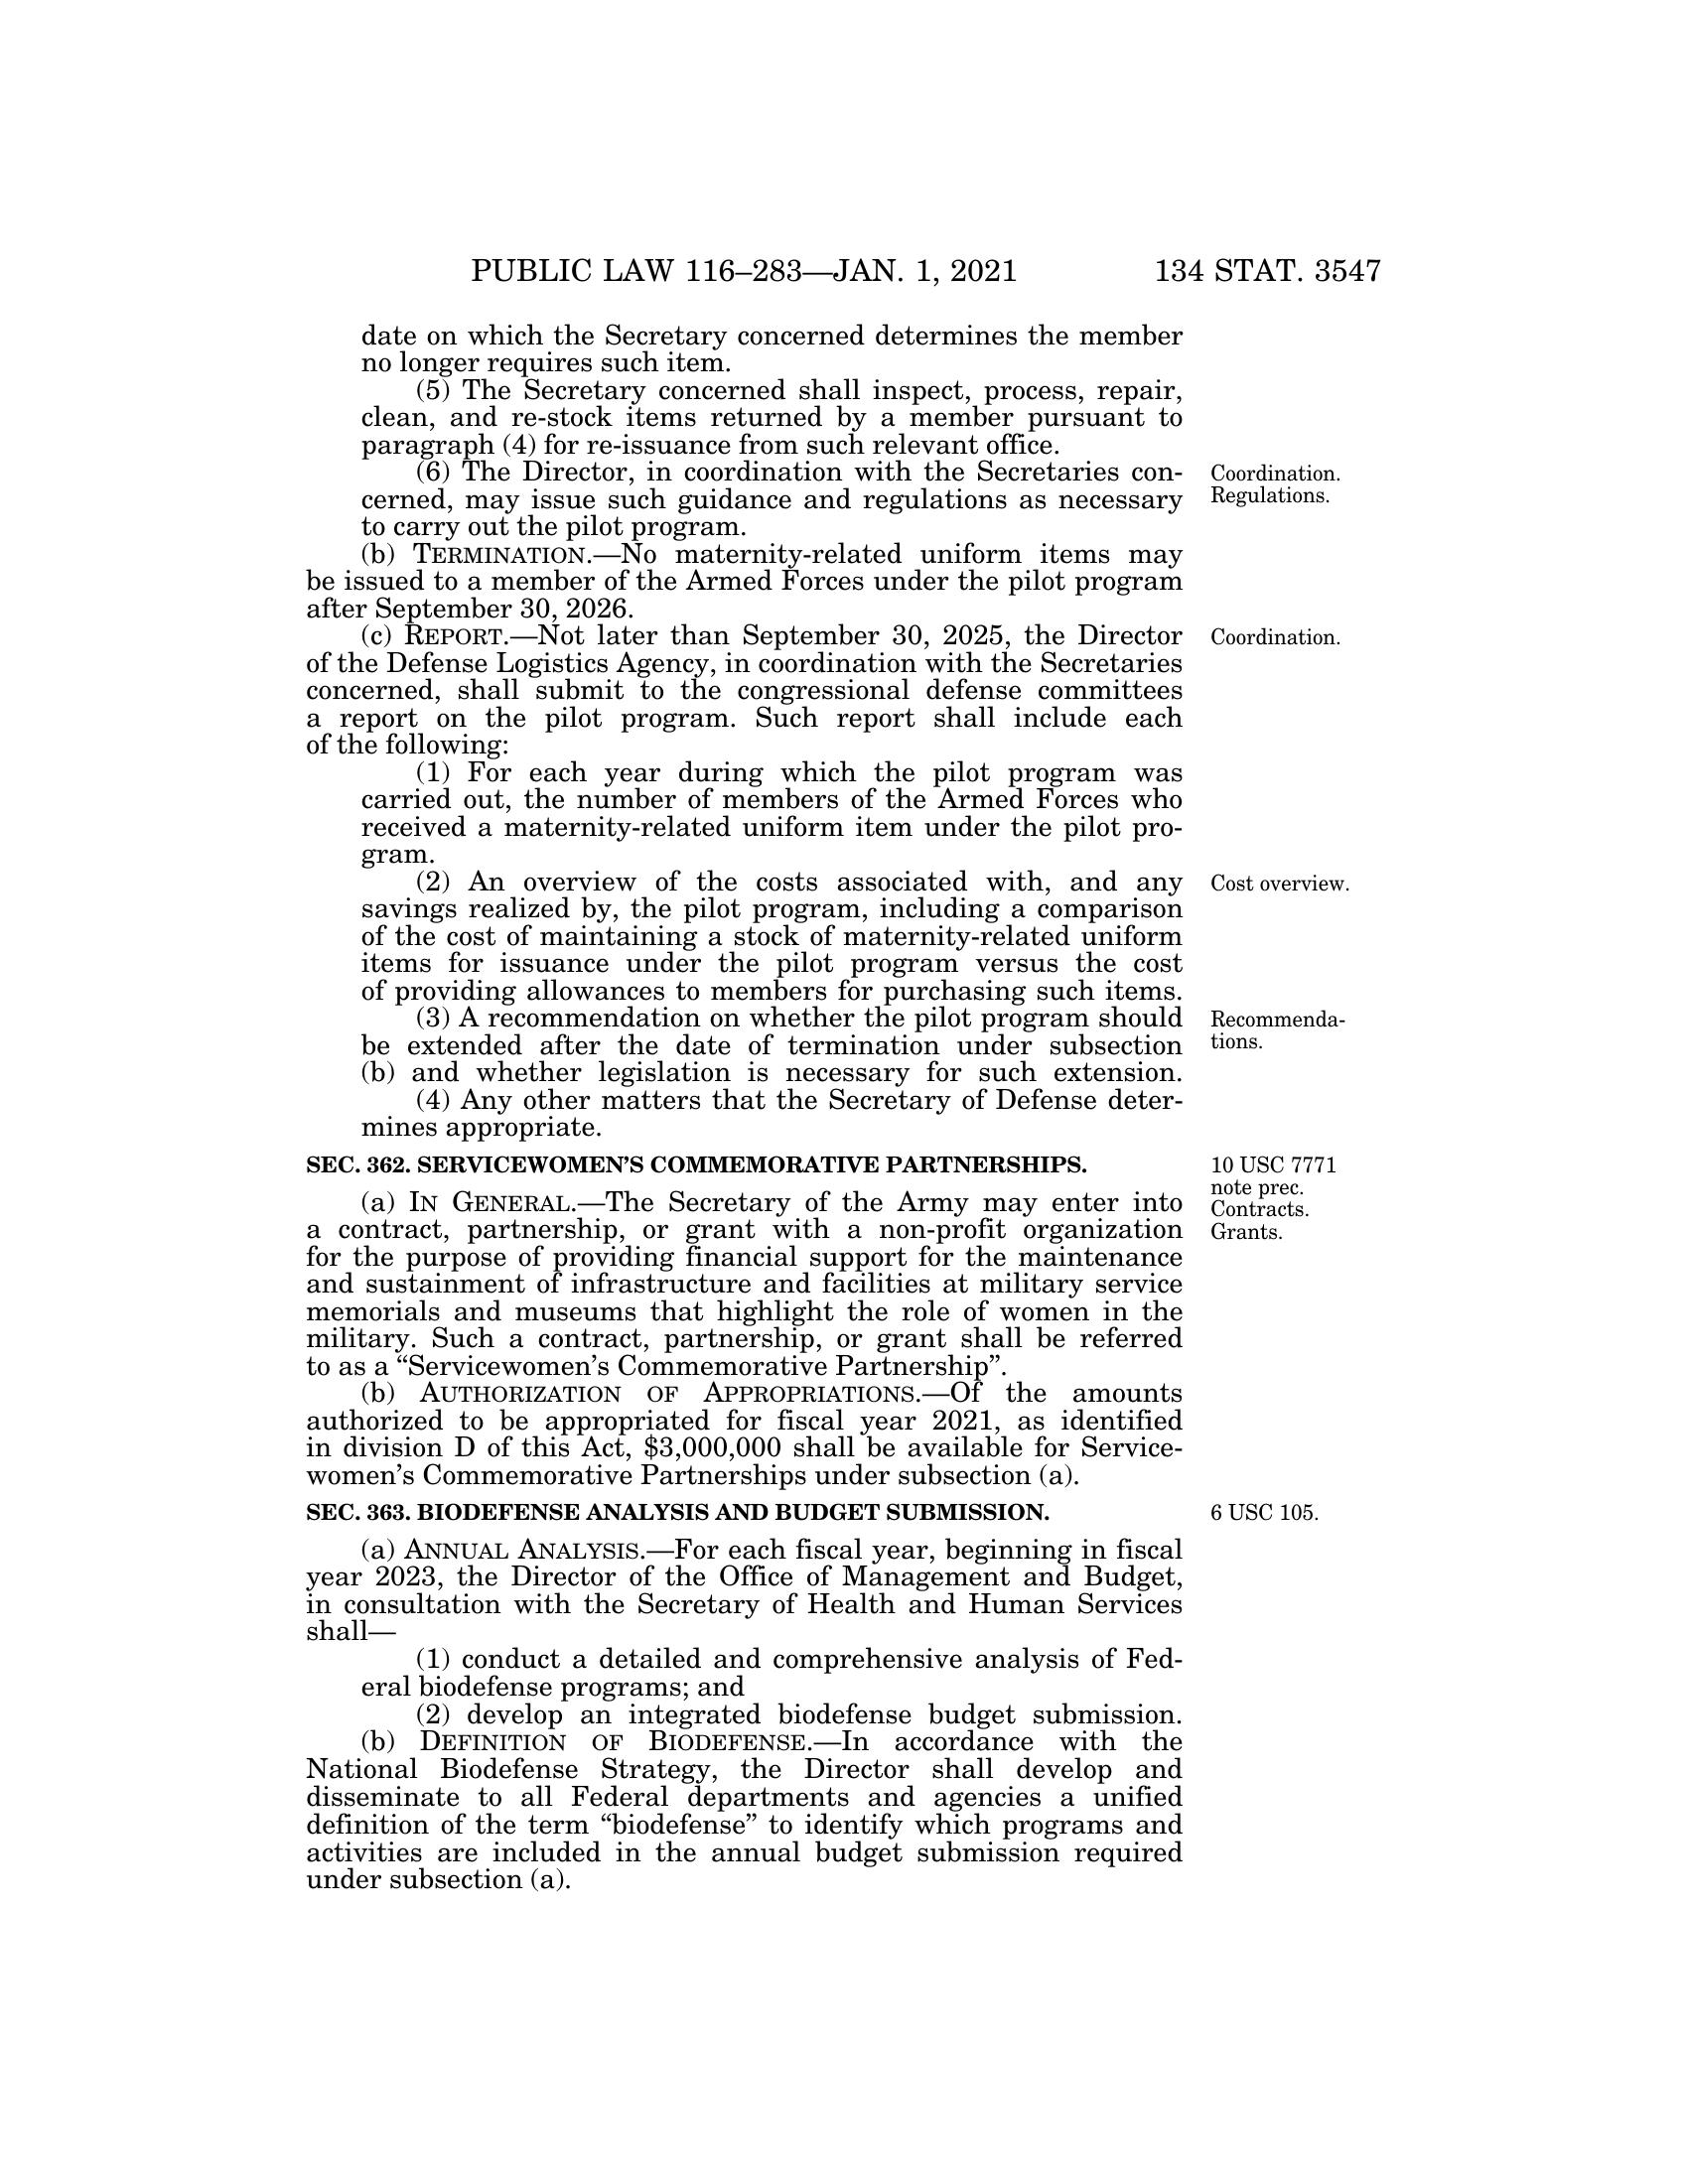 PUBLIC LAW 116–283—JAN. 1, 2021 134 STAT. 3547
date on which the Secretary concerned determines the member
no longer requires such item.
(5) The Secretary concerned shall inspect, process, repair,
clean, and re-stock items returned by a member pursuant to
paragraph (4) for re-issuance from such relevant office.
(6) The Director, in coordination with the Secretaries con-
cerned, may issue such guidance and regulations as necessary
to carry out the pilot program.
Coordination.
Regulations.
(b) TERMINATION.—No maternity-related uniform items may
be issued to a member of the Armed Forces under the pilot program
after September 30, 2026.
(c) REPORT.—Not later than September 30, 2025, the Director
of the Defense Logistics Agency, in coordination with the Secretaries
concerned, shall submit to the congressional defense committees
a report on the pilot program. Such report shall include each
of the following:
Coordination.
(1) For each year during which the pilot program was
carried out, the number of members of the Armed Forces who
received a maternity-related uniform item under the pilot pro-
gram.
(2) An overview of the costs associated with, and any
savings realized by, the pilot program, including a comparison
of the cost of maintaining a stock of maternity-related uniform
items for issuance under the pilot program versus the cost
of providing allowances to members for purchasing such items.
Cost overview.
(3) A recommendation on whether the pilot program should
be extended after the date of termination under subsection
(b) and whether legislation is necessary for such extension.
Recommenda-
tions.
(4) Any other matters that the Secretary of Defense deter-
mines appropriate.
SEC. 362. SERVICEWOMEN’S COMMEMORATIVE PARTNERSHIPS.
(a) IN GENERAL.—The Secretary of the Army may enter into
a contract, partnership, or grant with a non-profit organization
for the purpose of providing financial support for the maintenance
and sustainment of infrastructure and facilities at military service
memorials and museums that highlight the role of women in the
military. Such a contract, partnership, or grant shall be referred
to as a “Servicewomen’s Commemorative Partnership”.
10 USC 7771
note prec.
Contracts.
Grants.
(b) AUTHORIZATION OF APPROPRIATIONS.—Of the amounts
authorized to be appropriated for fiscal year 2021, as identified
in division D of this Act, $3,000,000 shall be available for Service-
women’s Commemorative Partnerships under subsection (a).
SEC. 363. BIODEFENSE ANALYSIS AND BUDGET SUBMISSION.
6 USC 105.
(a) ANNUAL ANALYSIS.—For each fiscal year, beginning in fiscal
year 2023, the Director of the Office of Management and Budget,
in consultation with the Secretary of Health and Human Services
shall—
(1) conduct a detailed and comprehensive analysis of Fed-
eral biodefense programs; and
(2) develop an integrated biodefense budget submission.
(b) DEFINITION OF BIODEFENSE.—In accordance with the
National Biodefense Strategy, the Director shall develop and
disseminate to all Federal departments and agencies a unified
definition of the term “biodefense” to identify which programs and
activities are included in the annual budget submission required
under subsection (a).